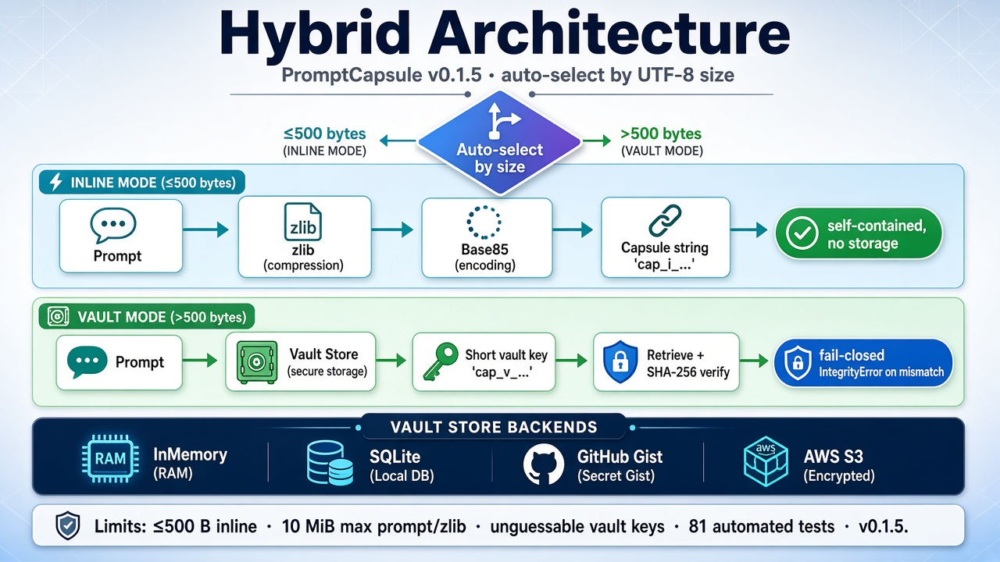 Hybrid Architecture
PromptCapsule v0.1.5 · auto-select by UTF-8 size
≤500 bytes
(INLINE MODE)
Auto-select
by size
>500 bytes
(VAULT MODE)
INLINE MODE (≤500 bytes)
Prompt
zlib
zlib
(compression)
Base85
(encoding)
Capsule string
'cap_i_...'
self-contained,
no storage
VAULT MODE (>500 bytes)
Prompt
Vault Store
(secure storage)
Short vault key
'cap_v_...'
Retrieve +
SHA-256 verify
fail-closed
IntegrityError on mismatch
VAULT STORE BACKENDS
RAM
InMemory
(RAM)
SQLite
(Local DB)
GitHub Gist
(Secret Gist)
aws
AWS S3
(Encrypted)
Limits: ≤500 B inline · 10 MiB max prompt/zlib · unguessable vault keys · 81 automated tests · v0.1.5.